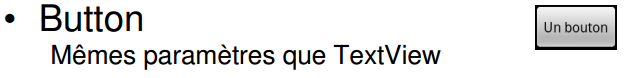 • Button
Un bouton
Mêmes paramètres que TextView